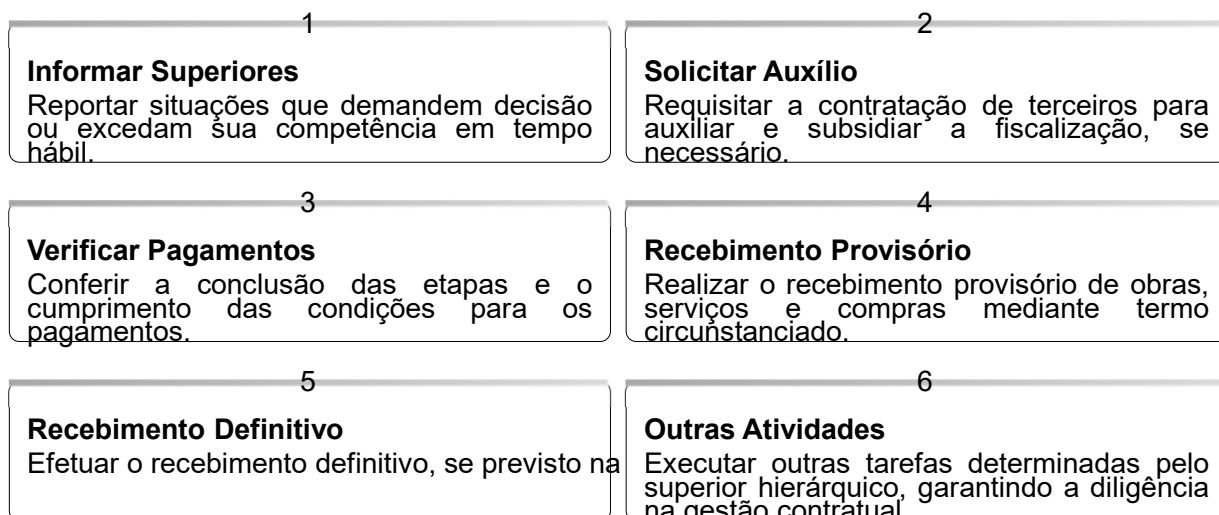 1
Informar Superiores
Reportar situações que demandem decisão
ou excedam sua competência em tempo
hábil.
2
Solicitar Auxílio
Requisitar a contratação de terceiros para
auxiliar e subsidiar a fiscalização, se
necessário.
3
Verificar Pagamentos
Conferir a conclusão das etapas e o
cumprimento das condições para os
pagamentos.
4
Recebimento Provisório
Realizar o recebimento provisório de obras,
serviços e compras mediante termo
circunstanciado.
5
Recebimento Definitivo
Efetuar o recebimento definitivo, se previsto na
6
Outras Atividades
Executar outras tarefas determinadas pelo
superior hierárquico, garantindo a diligência
na gestão contratual